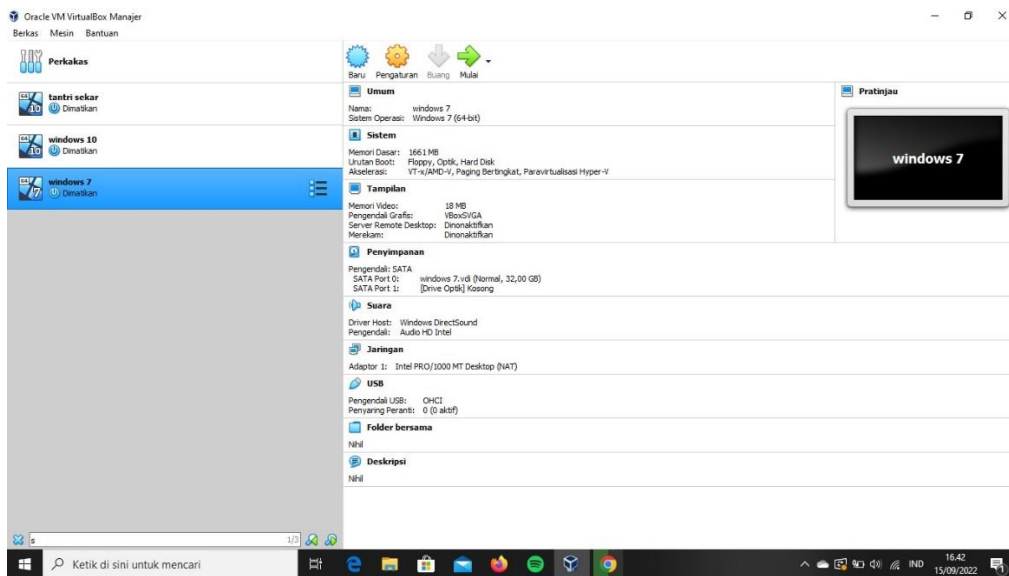 Oracle VM VirtualBox Manajer
Berkas Mesin Bantuan
Perkakas
tantri sekar
Dimatikan
windows 10
Dimatikan
windows 7
Dimatikan
s
1/3
Baru Pengaturan Buang Mulai
Umum
Nama: windows 7
Sistem Operasi: Windows 7 (64-bit)
Sistem
Memori Dasar: 1661 MB
Urutan Boot: Floppy, Optik, Hard Disk
Akselerasi: VT-x/AMD-V, Paging Bertingkat, Paravirtualisasi Hyper-V
Tampilan
Memori Video: 18 MB
Pengendali Grafis: VBoxSVGA
Server Remote Desktop: Dinonaktifkan
Merekam: Dinonaktifkan
Penyimpanan
Pengendali: SATA
SATA Port 0: windows 7.vdi (Normal, 32,00 GB)
SATA Port 1: [Drive Optik] Kosong
Suara
Driver Host: Windows DirectSound
Pengendali: Audio HD Intel
Jaringan
Adaptor 1: Intel PRO/1000 MT Desktop (NAT)
USB
Pengendali USB: OHCI
Penyaring Peranti: 0 (0 aktif)
Folder bersama
Nihil
Deskripsi
Nihil
Pratinjau
windows 7
Ketik di sini untuk mencari
IND
16.42
15/09/2022